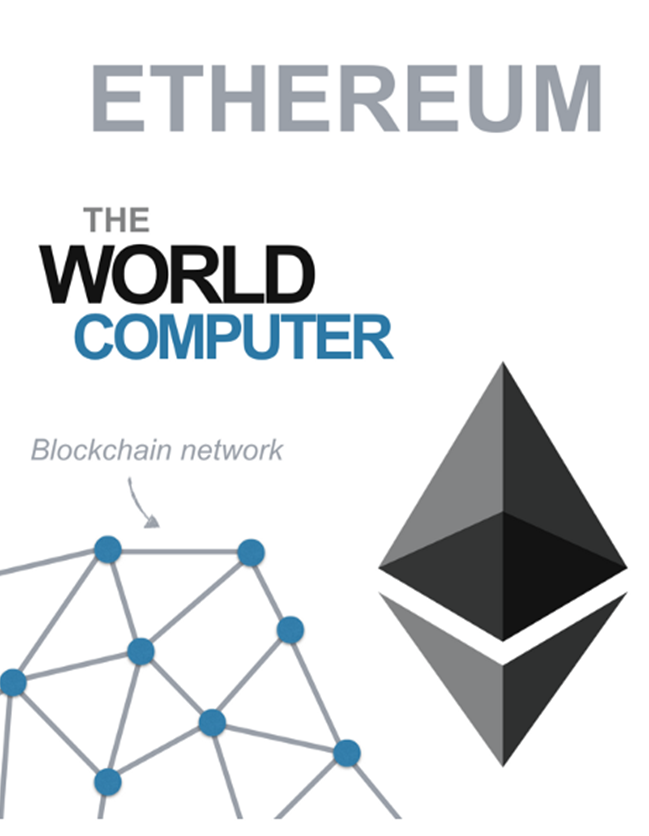 ETHEREUM
THE
WORLD
COMPUTER
Blockchain network